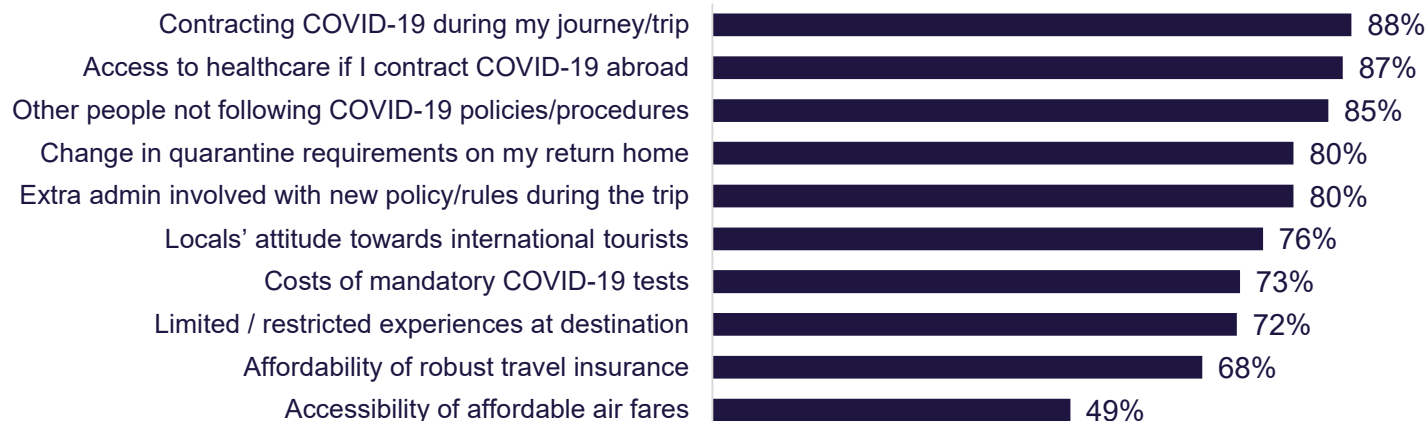 Contracting COVID-19 during my journey/trip 88%
Access to healthcare if I contract COVID-19 abroad 87%
Other people not following COVID-19 policies/procedures 85%
Change in quarantine requirements on my return home 80%
Extra admin involved with new policy/rules during the trip 80%
Locals’ attitude towards international tourists 76%
Costs of mandatory COVID-19 tests 73%
Limited / restricted experiences at destination 72%
Affordability of robust travel insurance 68%
Accessibility of affordable air fares 49%